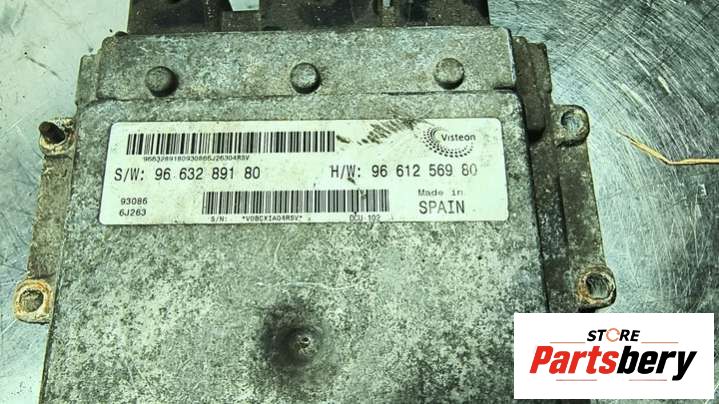 Visteon
9663289180930866J26304RSV
S/W: 96 632 891 80
H/W: 96 612 569 80
93086
6J263
Made in
SPAIN
S/N: *V0BCXIA04RSV*
DCU-102
STORE
Partsbery